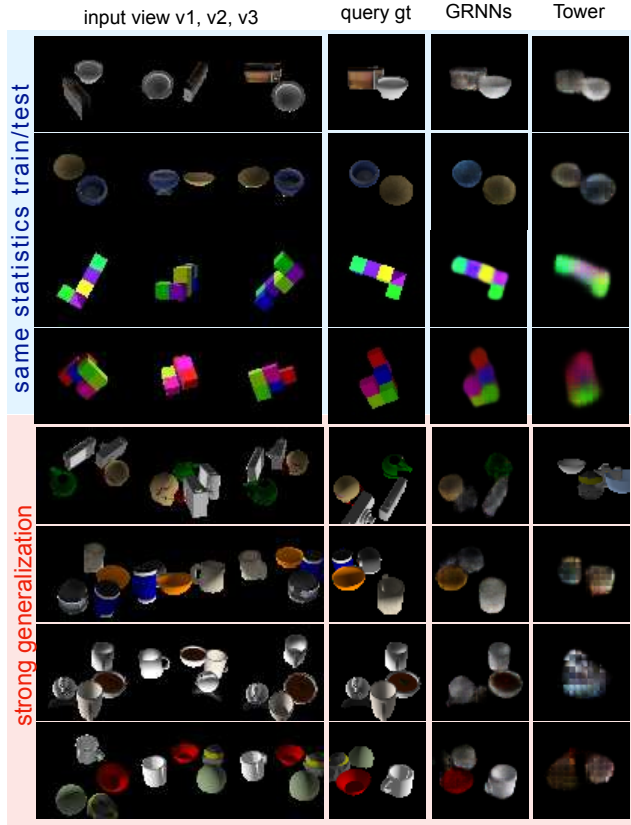 input view v1, v2, v3
query gt
GRNNs
Tower
same statistics train/test
strong generalization